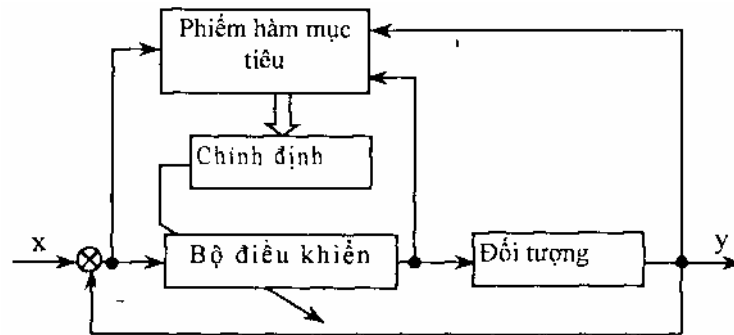 Phiếm hàm mục
tiêu
Chỉnh định
x
Bộ điều khiển
Đối tượng
y